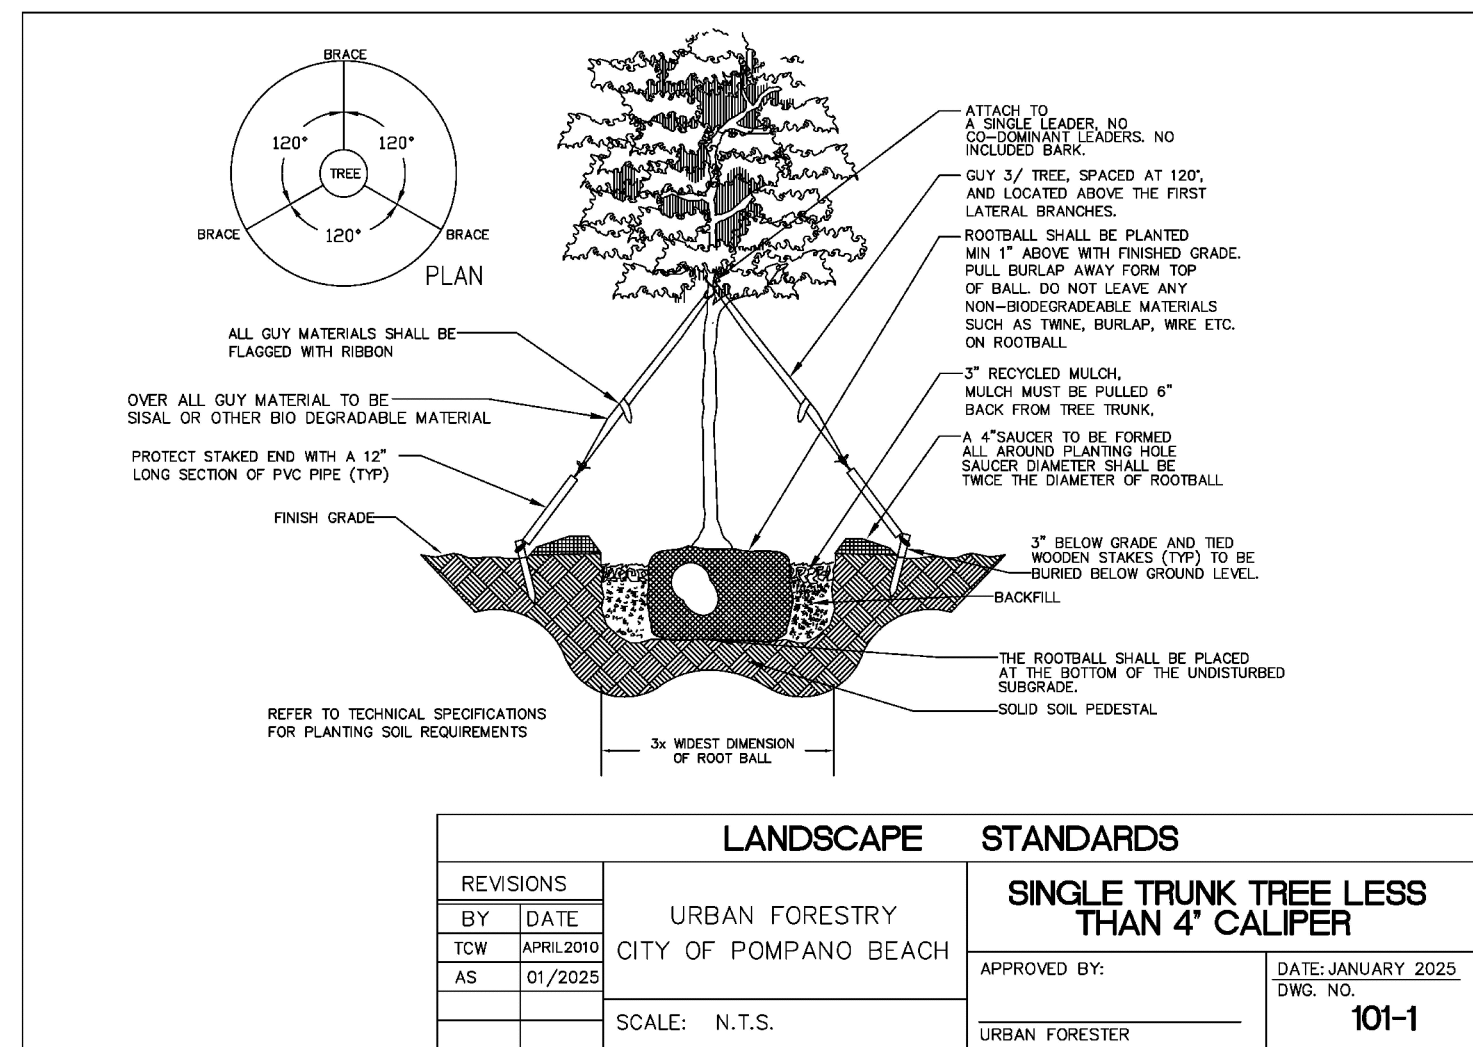 BRACE
120°
120°
TREE
120°
BRACE
BRACE
PLAN
ATTACH TO
A SINGLE LEADER, NO
CO-DOMINANT LEADERS. NO
INCLUDED BARK.
GUY 3/ TREE, SPACED AT 120°,
AND LOCATED ABOVE THE FIRST
LATERAL BRANCHES.
ROOTBALL SHALL BE PLANTED
MIN 1" ABOVE WITH FINISHED GRADE.
PULL BURLAP AWAY FORM TOP
OF BALL. DO NOT LEAVE ANY
NON-BIODEGRADEABLE MATERIALS
SUCH AS TWINE, BURLAP, WIRE ETC.
ON ROOTBALL
ALL GUY MATERIALS SHALL BE
FLAGGED WITH RIBBON
3" RECYCLED MULCH,
MULCH MUST BE PULLED 6"
BACK FROM TREE TRUNK,
OVER ALL GUY MATERIAL TO BE
SISAL OR OTHER BIO DEGRADABLE MATERIAL
A 4"SAUCER TO BE FORMED
ALL AROUND PLANTING HOLE
SAUCER DIAMETER SHALL BE
TWICE THE DIAMETER OF ROOTBALL
PROTECT STAKED END WITH A 12"
LONG SECTION OF PVC PIPE (TYP)
FINISH GRADE
3" BELOW GRADE AND TIED
WOODEN STAKES (TYP) TO BE
BURIED BELOW GROUND LEVEL.
BACKFILL
THE ROOTBALL SHALL BE PLACED
AT THE BOTTOM OF THE UNDISTURBED
SUBGRADE.
SOLID SOIL PEDESTAL
REFER TO TECHNICAL SPECIFICATIONS
FOR PLANTING SOIL REQUIREMENTS
3x WIDEST DIMENSION
OF ROOT BALL
LANDSCAPE STANDARDS
REVISIONS
BY DATE
TCW APRIL 2010
AS 01/2025
URBAN FORESTRY
CITY OF POMPANO BEACH
SCALE: N.T.S.
SINGLE TRUNK TREE LESS
THAN 4" CALIPER
APPROVED BY:
URBAN FORESTER
DATE: JANUARY 2025
DWG. NO.
101-1